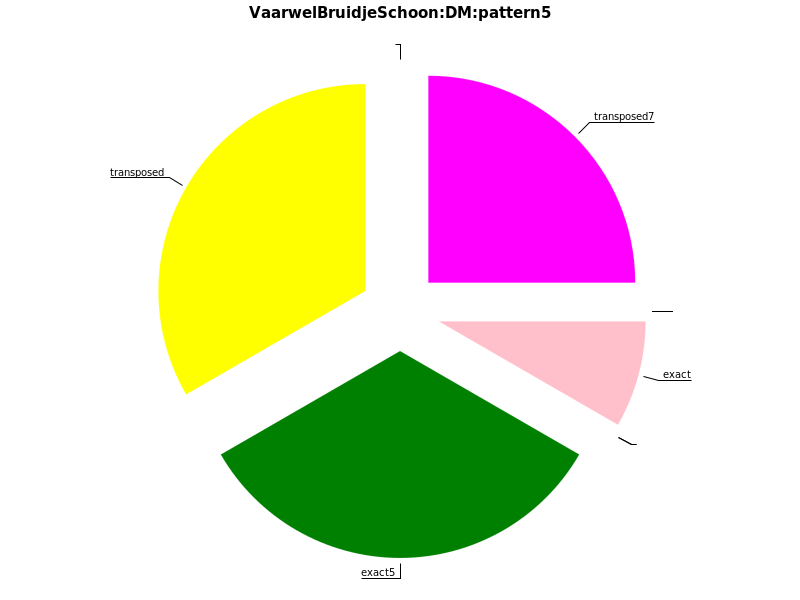 VaarwelBruidjeSchoon:DM:pattern5
transposed7
transposed
exact
exact5